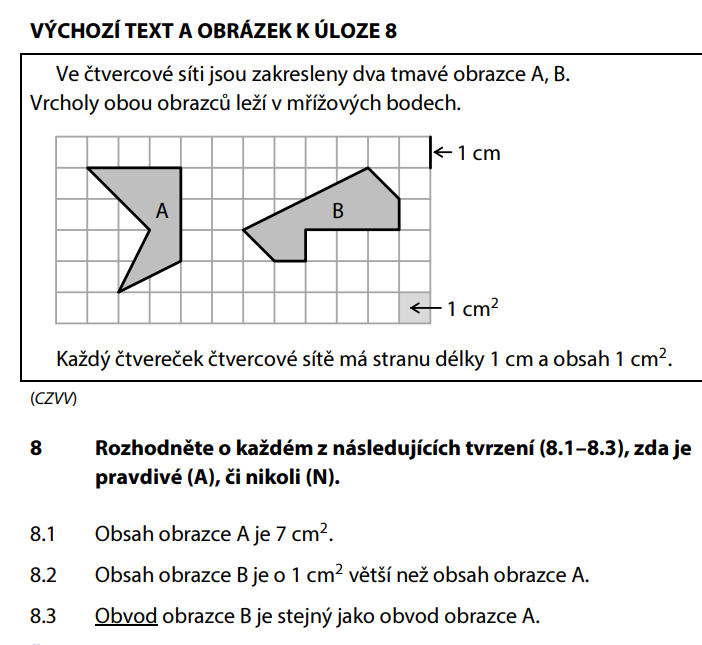 VÝCHOZÍ TEXT A OBRÁZEK K ÚLOZE 8
Ve čtvercové síti jsou zakresleny dva tmavé obrazce A, B.
Vrcholy obou obrazců leží v mřížových bodech.
1 cm
A
B
1 cm²
Každý čtvereček čtvercové sítě má stranu délky 1 cm a obsah 1 cm².
(CZVV)
8 Rozhodněte o každém z následujících tvrzení (8.1–8.3), zda je
pravdivé (A), či nikoli (N).
8.1 Obsah obrazce A je 7 cm².
8.2 Obsah obrazce B je o 1 cm² větší než obsah obrazce A.
8.3 Obvod obrazce B je stejný jako obvod obrazce A.